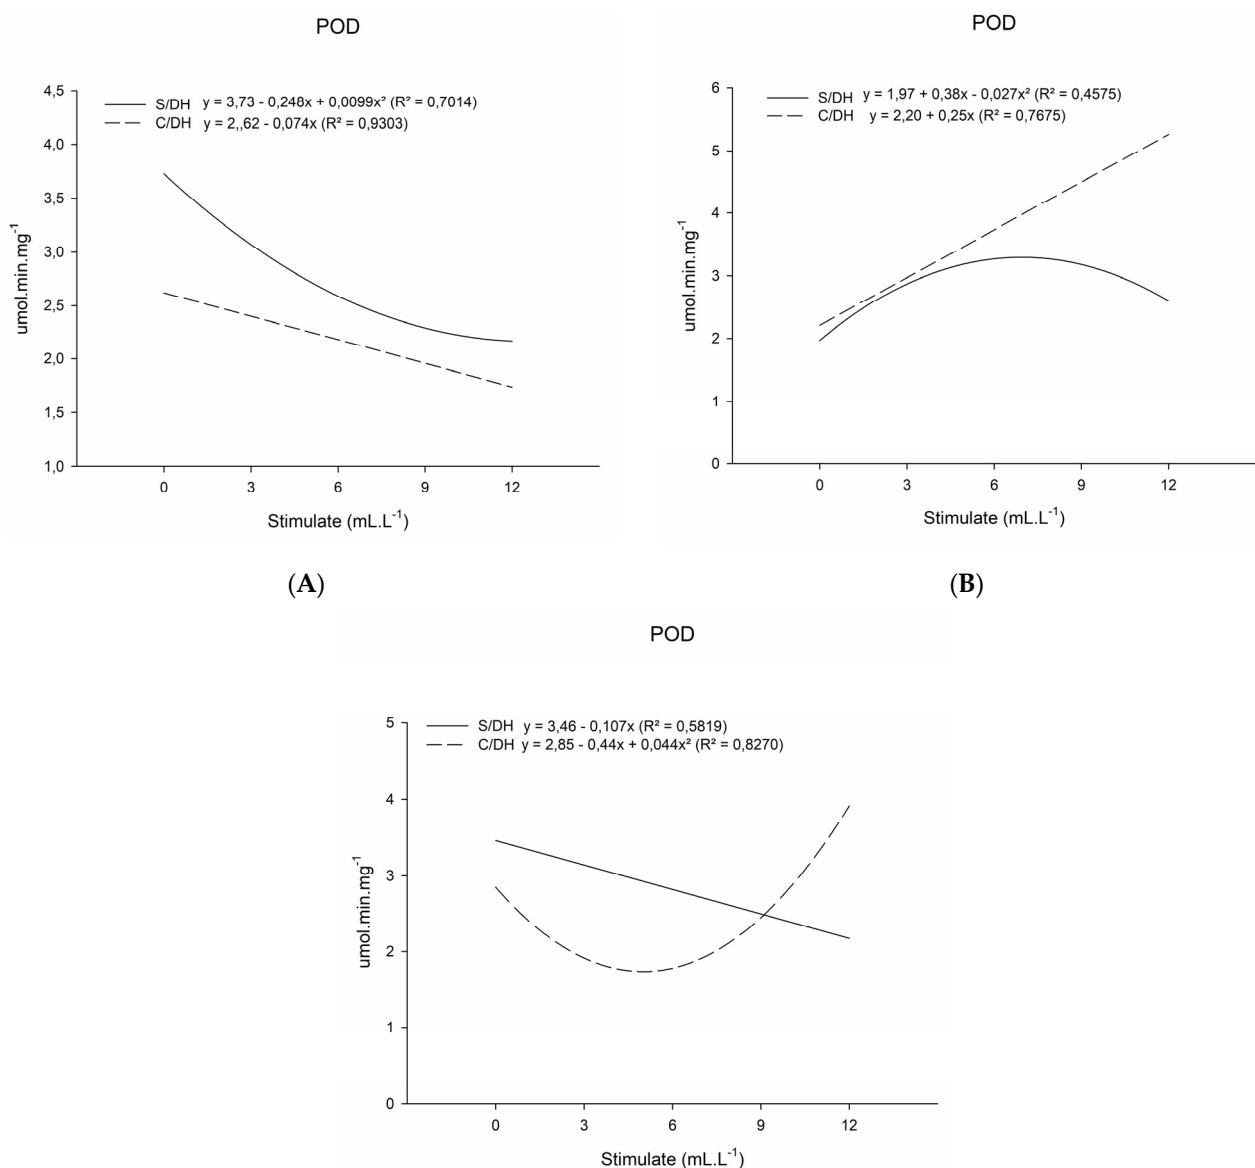 POD
4,5
4,0
3,5
3,0
2,5
2,0
1,5
1,0
umol.min.mg⁻¹
S/DH y = 3,73 - 0,248x + 0,0099x² (R² = 0,7014)
C/DH y = 2,,62 - 0,074x (R² = 0,9303)
0 3 6 9 12
Stimulate (mL.L⁻¹)
(A)
POD
6
5
4
3
2
1
0
umol.min.mg⁻¹
S/DH y = 1,97 + 0,38x - 0,027x² (R² = 0,4575)
C/DH y = 2,20 + 0,25x (R² = 0,7675)
0 3 6 9 12
Stimulate (mL.L⁻¹)
(B)
POD
5
4
3
2
1
0
umol.min.mg⁻¹
S/DH y = 3,46 - 0,107x (R² = 0,5819)
C/DH y = 2,85 - 0,44x + 0,044x² (R² = 0,8270)
0 3 6 9 12
Stimulate (mL.L⁻¹)